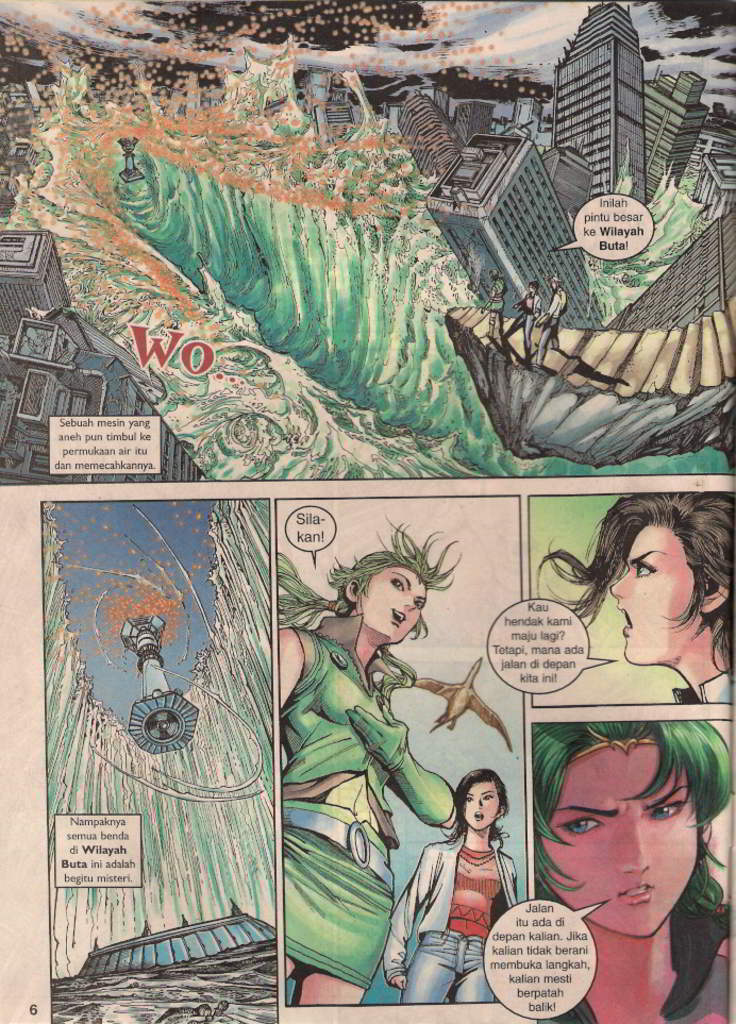 Inilah
pintu besar
ke Wilayah
Buta!
WO...
Sebuah mesin yang
aneh pun timbul ke
permukaan air itu
dan memecahkannya.
Nampaknya
semua benda
di Wilayah
Buta ini adalah
begitu misteri.
Sila-
kan!
Kau
hendak kami
maju lagi?
Tetapi, mana ada
jalan di depan
kita ini!
Jalan
itu ada di
depan kalian. Jika
kalian tidak berani
membuka langkah,
kalian mesti
berpatah
balik!
6